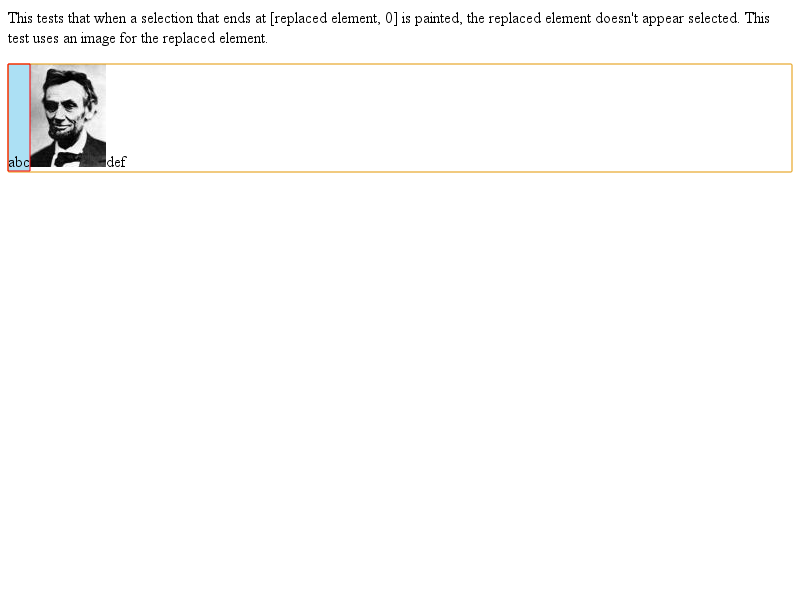 This tests that when a selection that ends at [replaced element, 0] is painted, the replaced element doesn't appear selected. This
test uses an image for the replaced element.
abc def